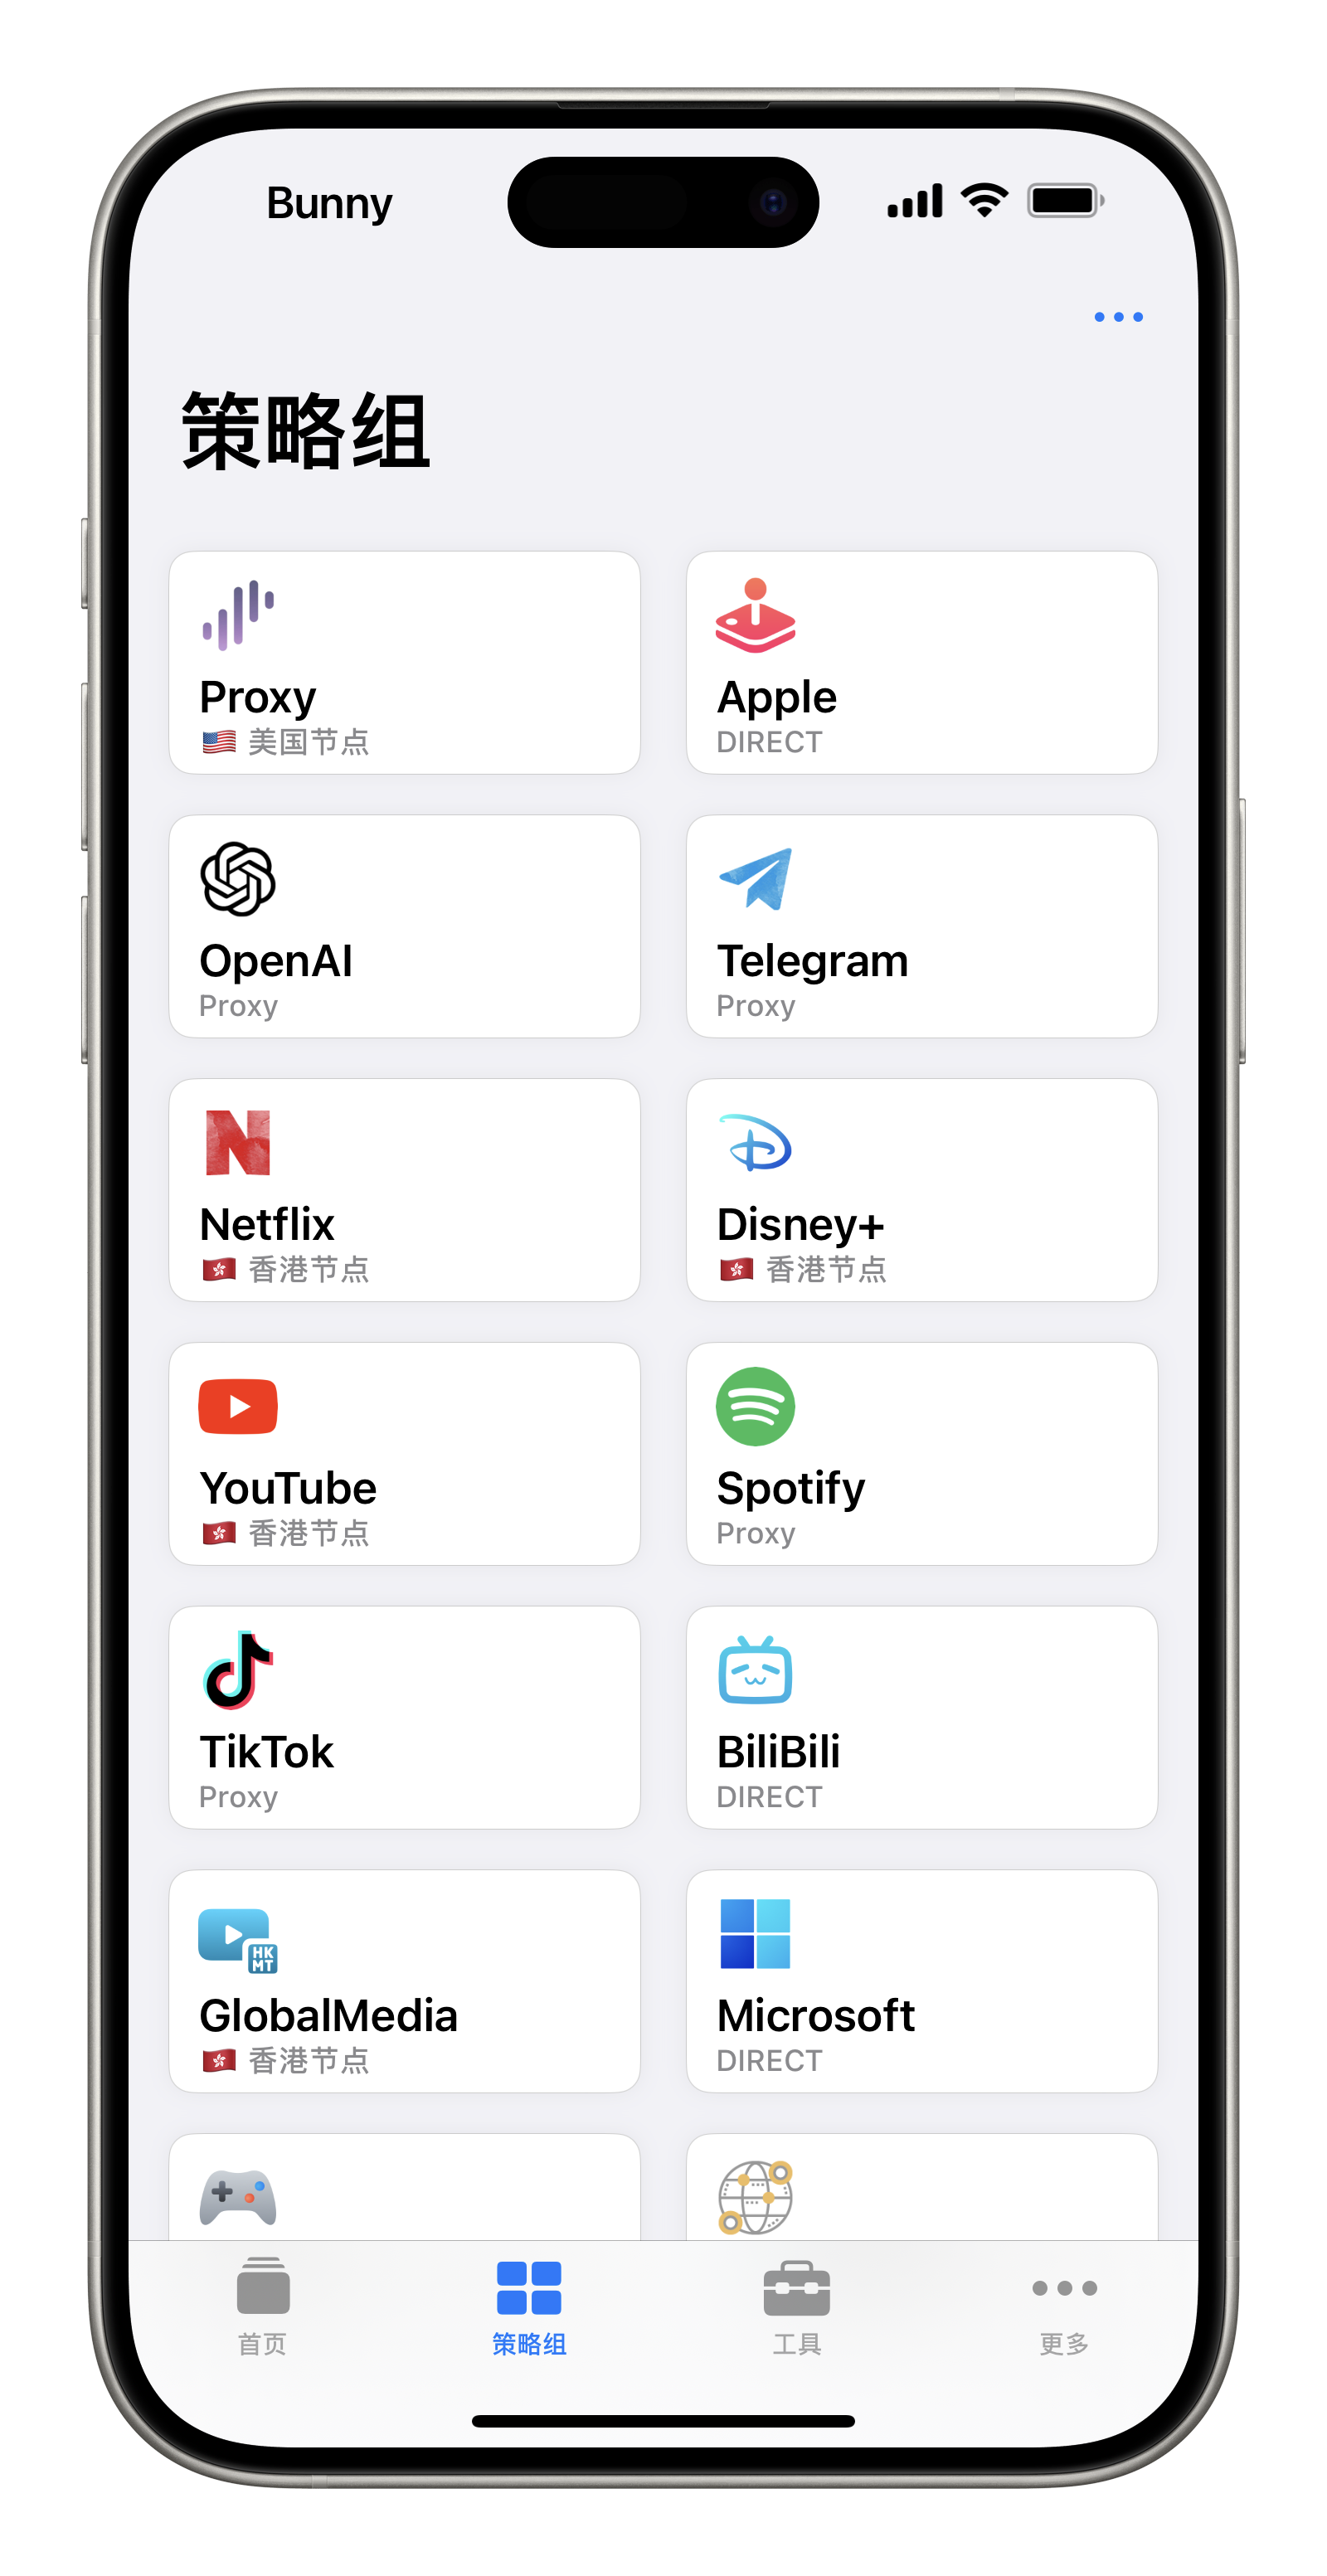 Bunny
策略组
Proxy
🇺🇸 美国节点
Apple
DIRECT
OpenAI
Proxy
Telegram
Proxy
Netflix
🇭🇰 香港节点
Disney+
🇭🇰 香港节点
YouTube
🇭🇰 香港节点
Spotify
Proxy
TikTok
Proxy
BiliBili
DIRECT
HK
MT
GlobalMedia
🇭🇰 香港节点
Microsoft
DIRECT
首页
策略组
工具
更多